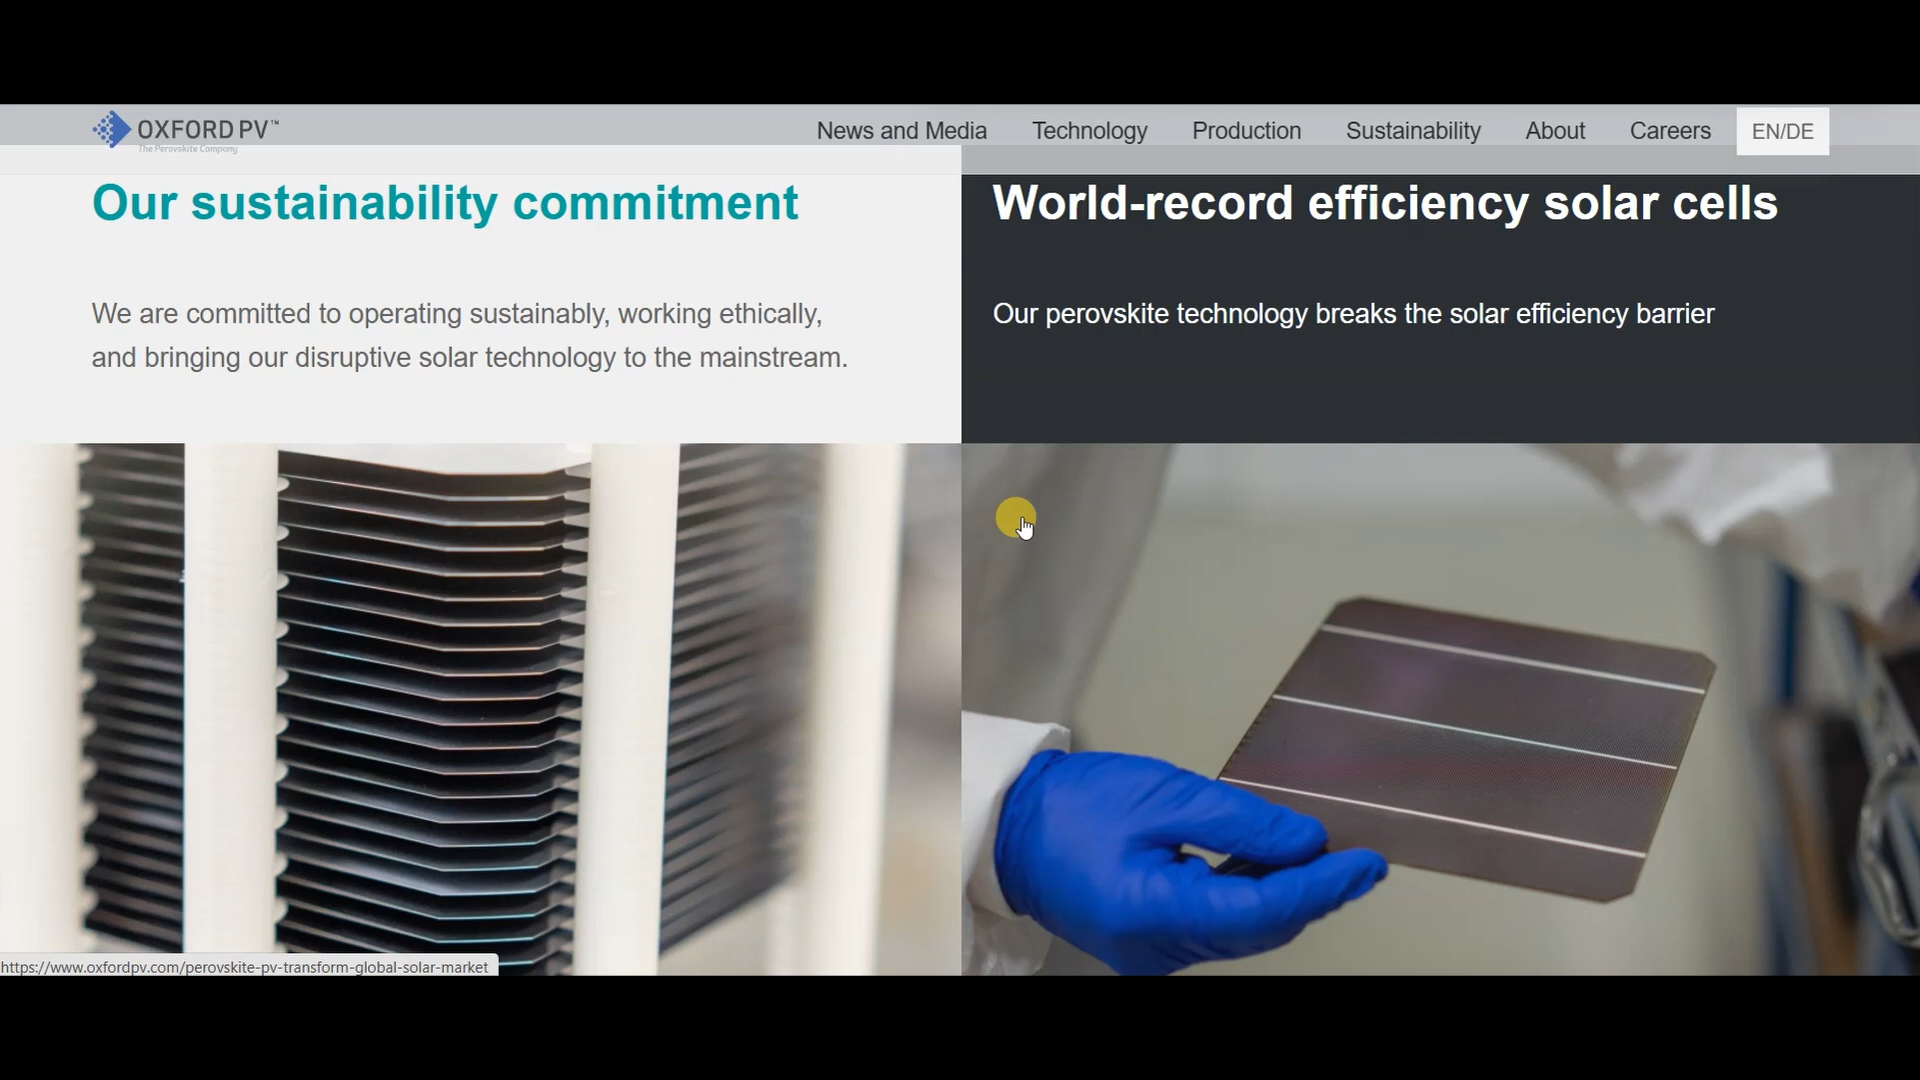 OXFORD PV™
The Perovskite Company
News and Media
Technology
Production
Sustainability
About
Careers
EN/DE
Our sustainability commitment
We are committed to operating sustainably, working ethically,
and bringing our disruptive solar technology to the mainstream.
World-record efficiency solar cells
Our perovskite technology breaks the solar efficiency barrier
https://www.oxfordpv.com/perovskite-pv-transform-global-solar-market